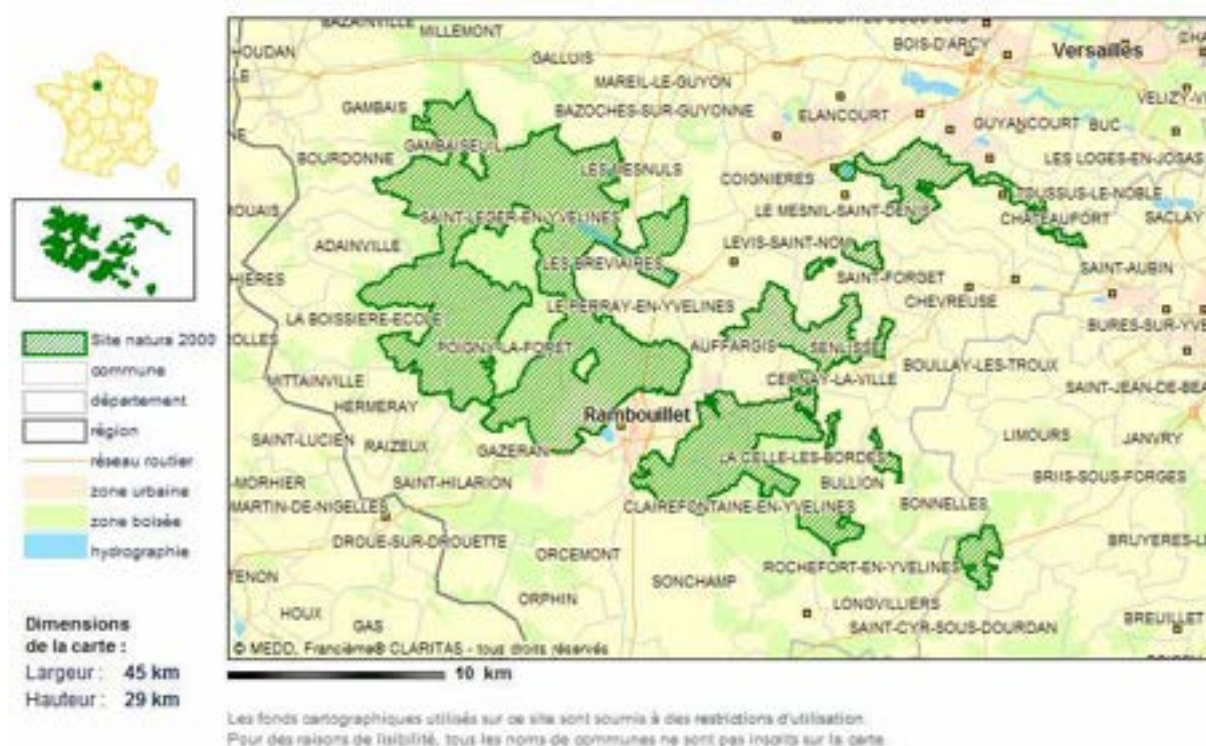 BAZAINVILLE
MILLEMONT
BOIS-D'ARCY
Versailles
HOUDAN
GALLUIS
MAREIL-LE-GUYON
GAMBAIS
BAZOCHES-SUR-GUYONNE
ELANCOURT
GUYANCOURT
BUC
GAMBAISEUIL
BOURDONNE
LES MESNULS
COIGNIERES
LES LOGES-EN-JOSAS
TOUSSUS-LE-NOBLE
SAINT-LEGER-EN-YVELINES
LE MESNIL-SAINT-DENIS
CHATEAUFORT
SACLAY
ADAINVILLE
LEVIS-SAINT-NOM
LES BREVIAIRES
SAINT-FORGET
SAINT-AUBIN
CHEVREUSE
LE PERRAY-EN-YVELINES
LA BOISSIERE-ECOLE
BURES-SUR-YVE
POIGNY-LA-FORET
AUFFARGIS
SENLISSE
BOULLAY-LES-TROUX
CERNAY-LA-VILLE
SAINT-JEAN-DE-BEA
MITTAINVILLE
HERMERAY
Rambouillet
SAINT-LUCIEN
RAIZEUX
GAZERAN
LIMOURS
JANVRY
LA CELLE-LES-BORDES
BRIIS-SOUS-FORGES
-MORHIER
SAINT-HILARION
BULLION
BONNELLES
MARTIN-DE-NIGELLES
CLAIREFONTAINE-EN-YVELINES
DROUE-SUR-DROUETTE
ORCEMONT
BRUYERES-L
ROCHEFORT-EN-YVELINES
SONCHAMP
ORPHIN
LONGVILLIERS
HOUX
GAS
SAINT-CYR-SOUS-DOURDAN
BREUILLET
© MEDD, Francième® CLARITAS - tous droits réservés
10 km
Site natura 2000
commune
département
région
réseau routier
zone urbaine
zone boisée
hydrographie
Dimensions
de la carte :
Largeur : 45 km
Hauteur : 29 km
Les fonds cartographiques utilisés sur ce site sont soumis à des restrictions d'utilisation.
Pour des raisons de lisibilité, tous les noms de communes ne sont pas inscrits sur la carte.